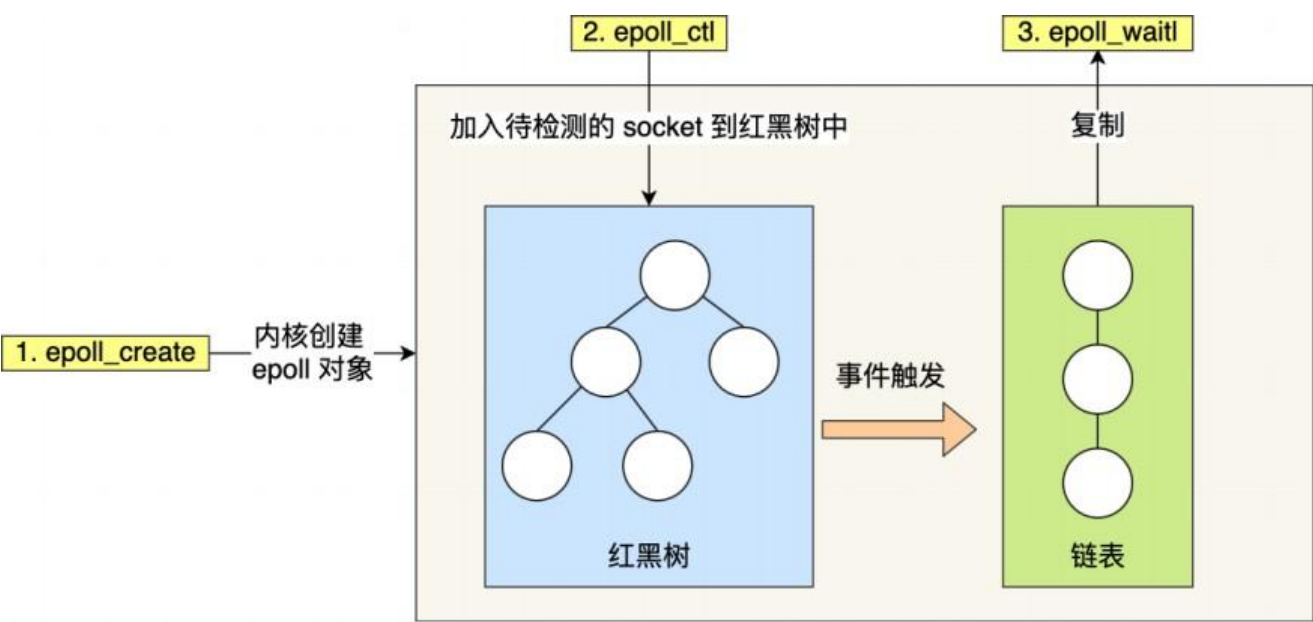 2. epoll_ctl
3. epoll_waitl
加入待检测的 socket 到红黑树中
复制
1. epoll_create
内核创建
epoll 对象
事件触发
红黑树
链表